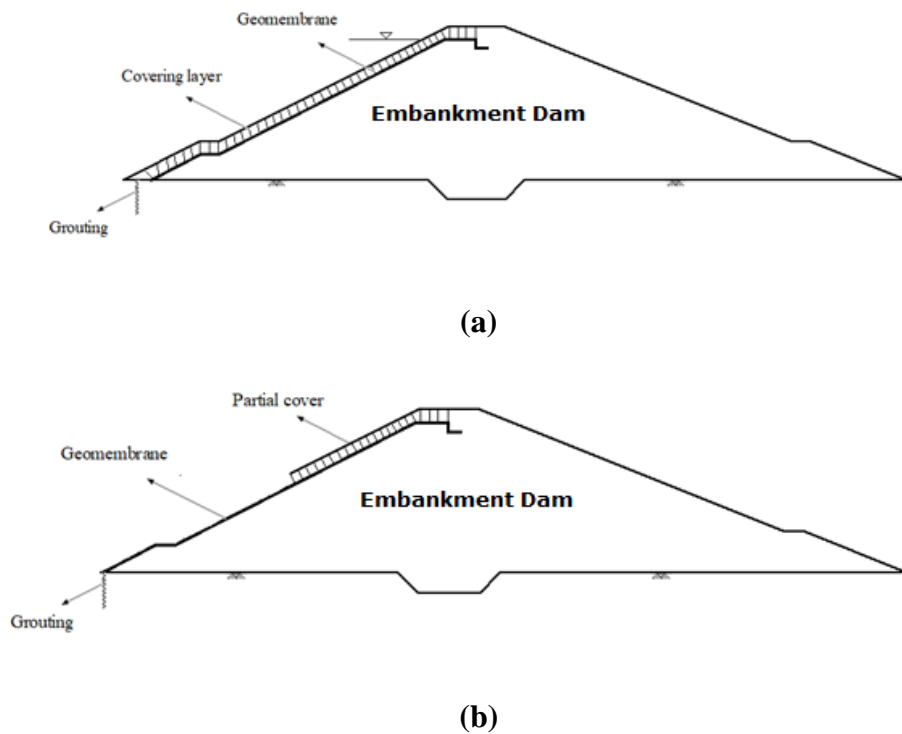 Geomembrane
Covering layer
Embankment Dam
Grouting
(a)
Partial cover
Geomembrane
Embankment Dam
Grouting
(b)